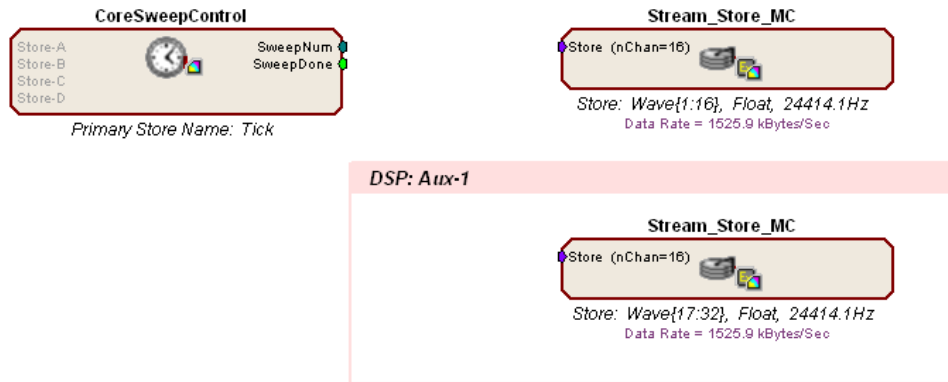 CoreSweepControl
Store-A
Store-B
Store-C
Store-D
SweepNum
SweepDone
Primary Store Name: Tick
Stream_Store_MC
Store (nChan=16)
Store: Wave{1:16}, Float, 24414.1Hz
Data Rate = 1525.9 kBytes/Sec
DSP: Aux-1
Stream_Store_MC
Store (nChan=16)
Store: Wave{17:32}, Float, 24414.1Hz
Data Rate = 1525.9 kBytes/Sec